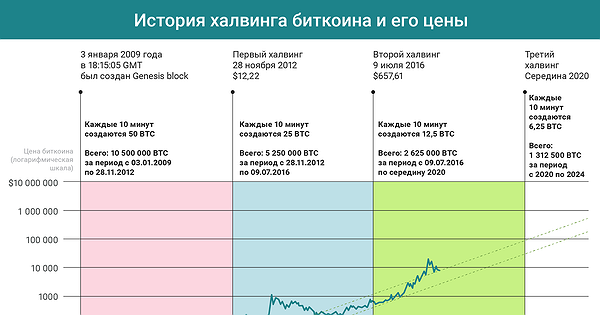 История халвинга биткоина и его цены
3 января 2009 года
в 18:15:05 GMT
был создан Genesis block
Первый халвинг
28 ноября 2012
$12,22
Второй халвинг
9 июля 2016
$657,61
Третий
халвинг
Середина 2020
Каждые 10 минут
создаются 50 BTC
Всего: 10 500 000 BTC
за период с 03.01.2009
по 28.11.2012
Каждые 10 минут
создаются 25 BTC
Всего: 5 250 000 BTC
за период с 28.11.2012
по 09.07.2016
Каждые 10 минут
создаются 12,5 BTC
Всего: 2 625 000 BTC
за период с 09.07.2016
по середину 2020
Каждые
10 минут
создаются
6,25 BTC
Всего:
1 312 500 BTC
за период
с 2020 по 2024
Цена биткоина
(логарифмическая
шкала)
$10 000 000
1 000 000
100 000
10 000
1000